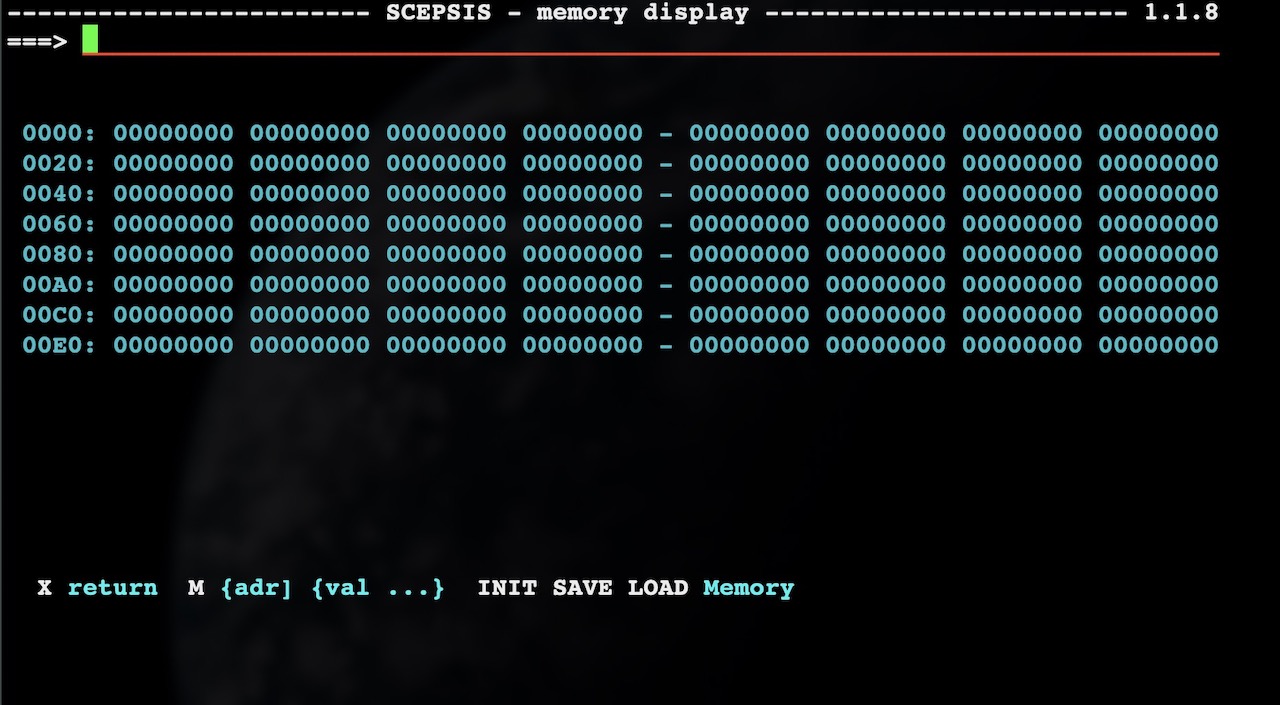 ------------------------ SCEPSIS - memory display ------------------------ 1.1.8
===>
0000: 00000000 00000000 00000000 00000000 - 00000000 00000000 00000000 00000000
0020: 00000000 00000000 00000000 00000000 - 00000000 00000000 00000000 00000000
0040: 00000000 00000000 00000000 00000000 - 00000000 00000000 00000000 00000000
0060: 00000000 00000000 00000000 00000000 - 00000000 00000000 00000000 00000000
0080: 00000000 00000000 00000000 00000000 - 00000000 00000000 00000000 00000000
00A0: 00000000 00000000 00000000 00000000 - 00000000 00000000 00000000 00000000
00C0: 00000000 00000000 00000000 00000000 - 00000000 00000000 00000000 00000000
00E0: 00000000 00000000 00000000 00000000 - 00000000 00000000 00000000 00000000
X return  M {adr] {val ...}  INIT SAVE LOAD Memory